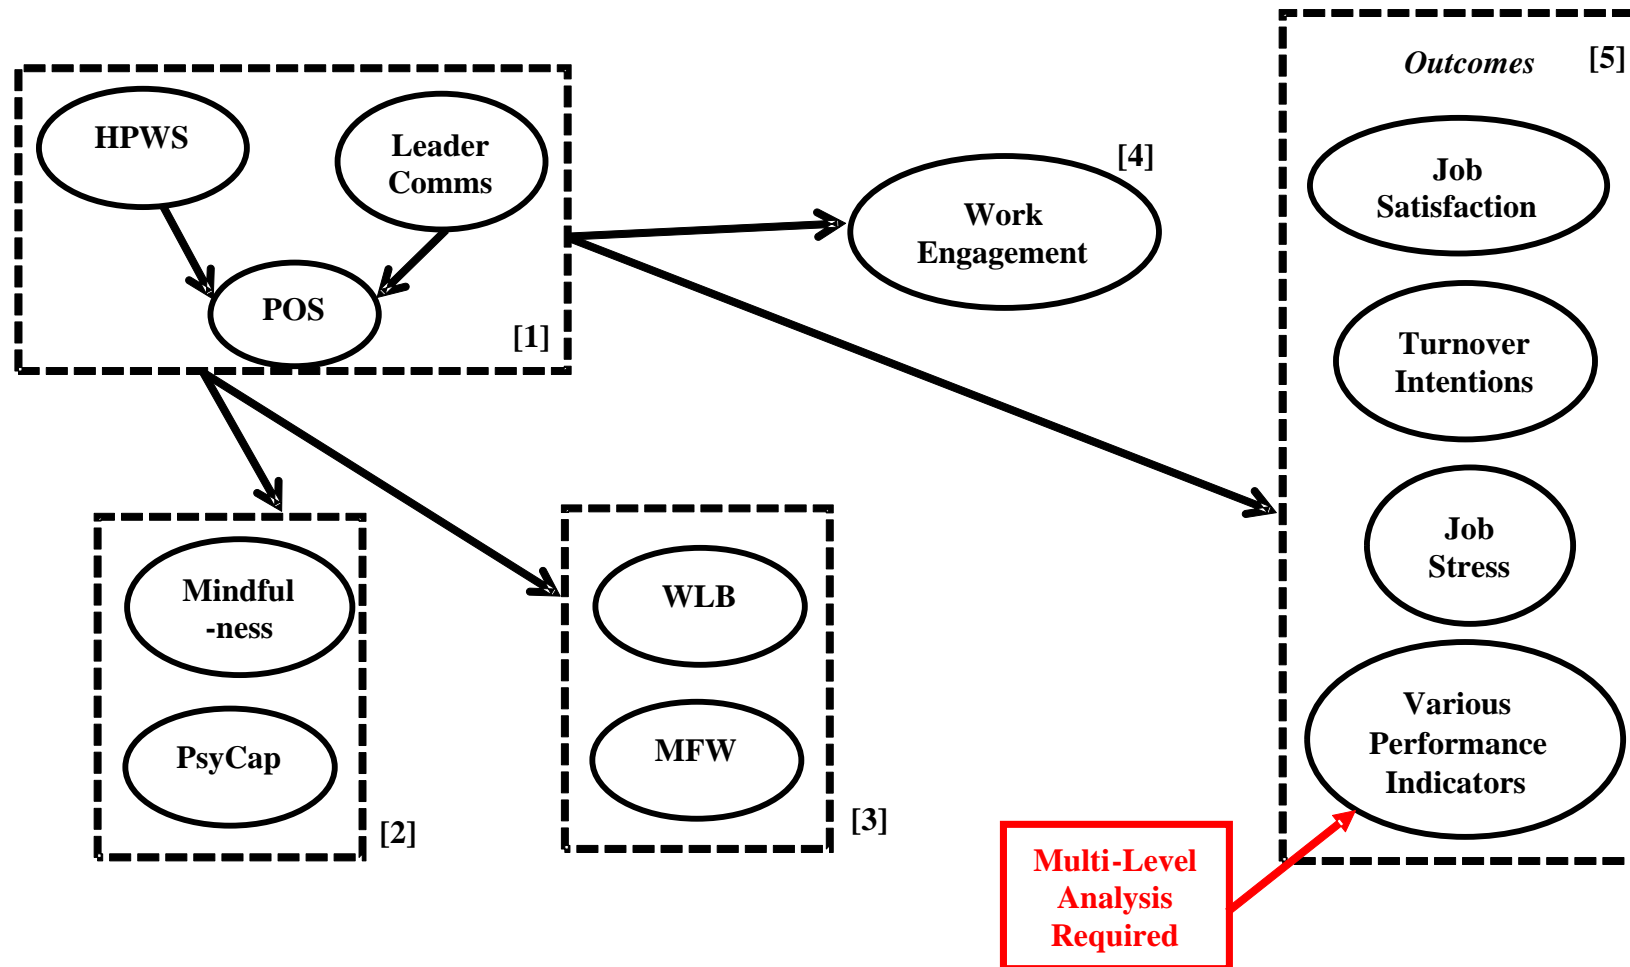 HPWS
Leader
Comms
POS
[1]
[4]
Work
Engagement
Outcomes
[5]
Job
Satisfaction
Turnover
Intentions
Job
Stress
Various
Performance
Indicators
Mindful
-ness
PsyCap
[2]
WLB
MFW
[3]
Multi-Level
Analysis
Required